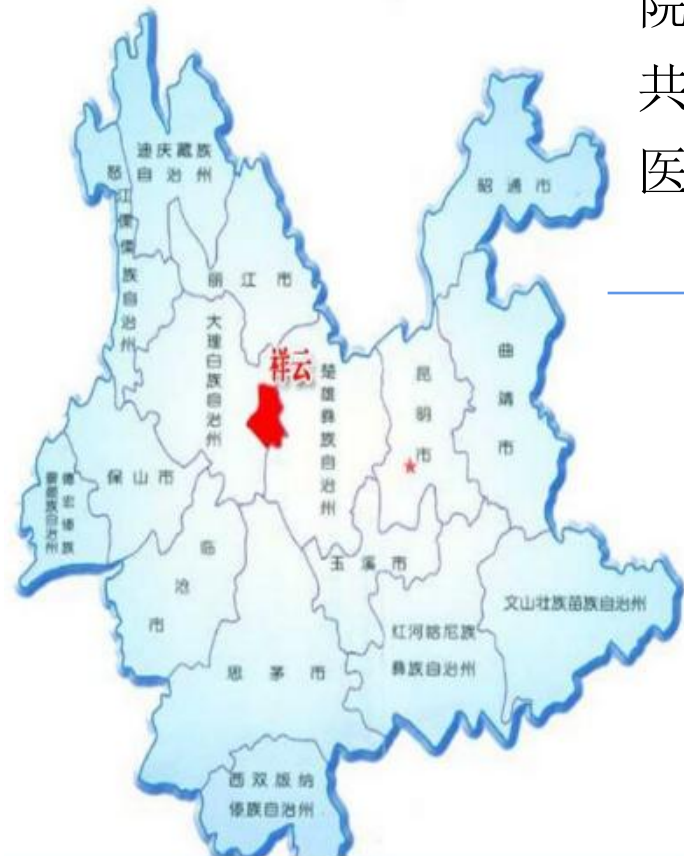 院
共
医
迪庆藏族
自治州
怒江傈僳族自治州
昭通市
丽江市
大理白族自治州
祥云
楚雄彝族自治州
昆明市
曲靖市
保山市
德宏傣族
景颇族自治州
临沧市
玉溪市
文山壮族苗族自治州
红河哈尼族
彝族自治州
思茅市
西双版纳
傣族自治州